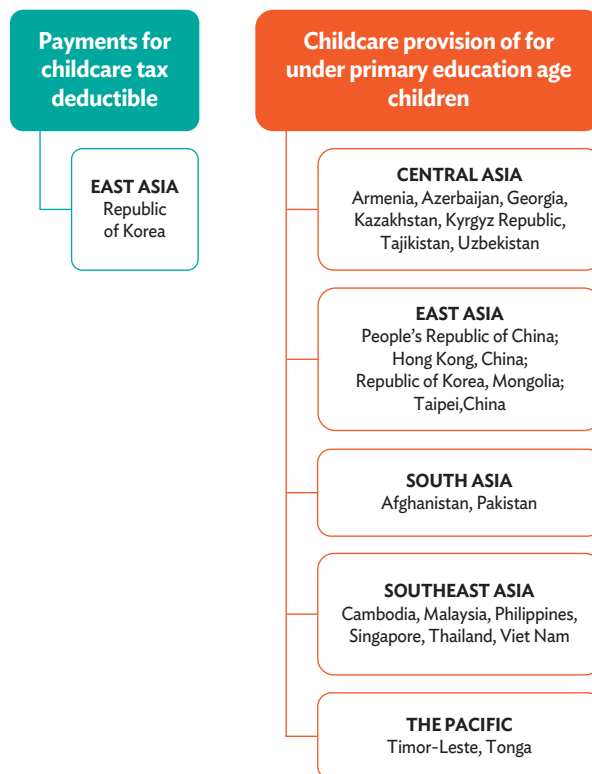 Payments for
childcare tax
deductible
EAST ASIA
Republic
of Korea
Childcare provision of for
under primary education age
children
CENTRAL ASIA
Armenia, Azerbaijan, Georgia,
Kazakhstan, Kyrgyz Republic,
Tajikistan, Uzbekistan
EAST ASIA
People’s Republic of China;
Hong Kong, China;
Republic of Korea, Mongolia;
Taipei,China
SOUTH ASIA
Afghanistan, Pakistan
SOUTHEAST ASIA
Cambodia, Malaysia, Philippines,
Singapore, Thailand, Viet Nam
THE PACIFIC
Timor-Leste, Tonga